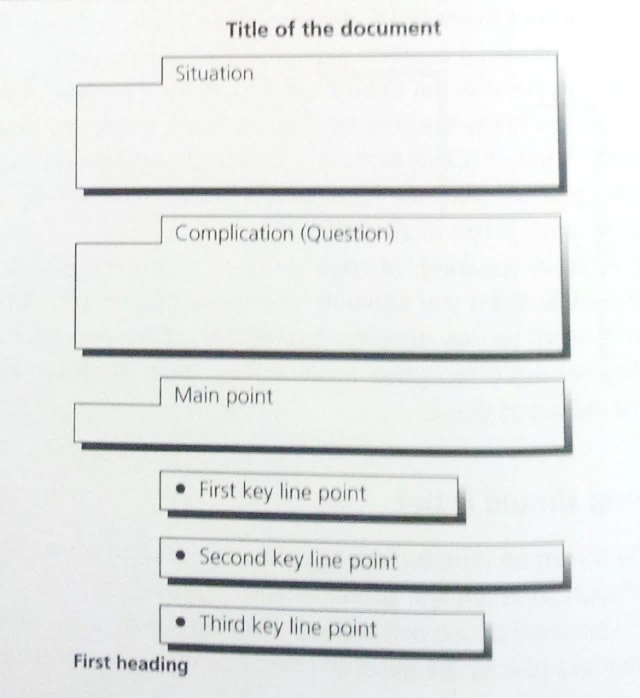 Title of the document
Situation
Complication (Question)
Main point
• First key line point
• Second key line point
• Third key line point
First heading